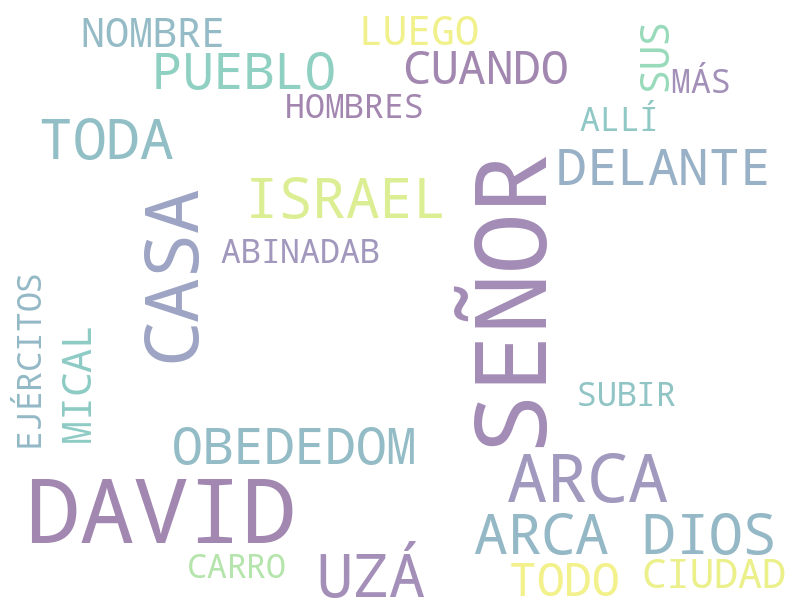 NOMBRE
LUEGO
SUS
PUEBLO
CUANDO
MÁS
HOMBRES
ALLÍ
TODA
DELANTE
CASA
ISRAEL
SEÑOR
ABINADAB
EJÉRCITOS
MICAL
SUBIR
OBEDEDOM
ARCA
DAVID
ARCA DIOS
CARRO
UZÁ
TODO
CIUDAD